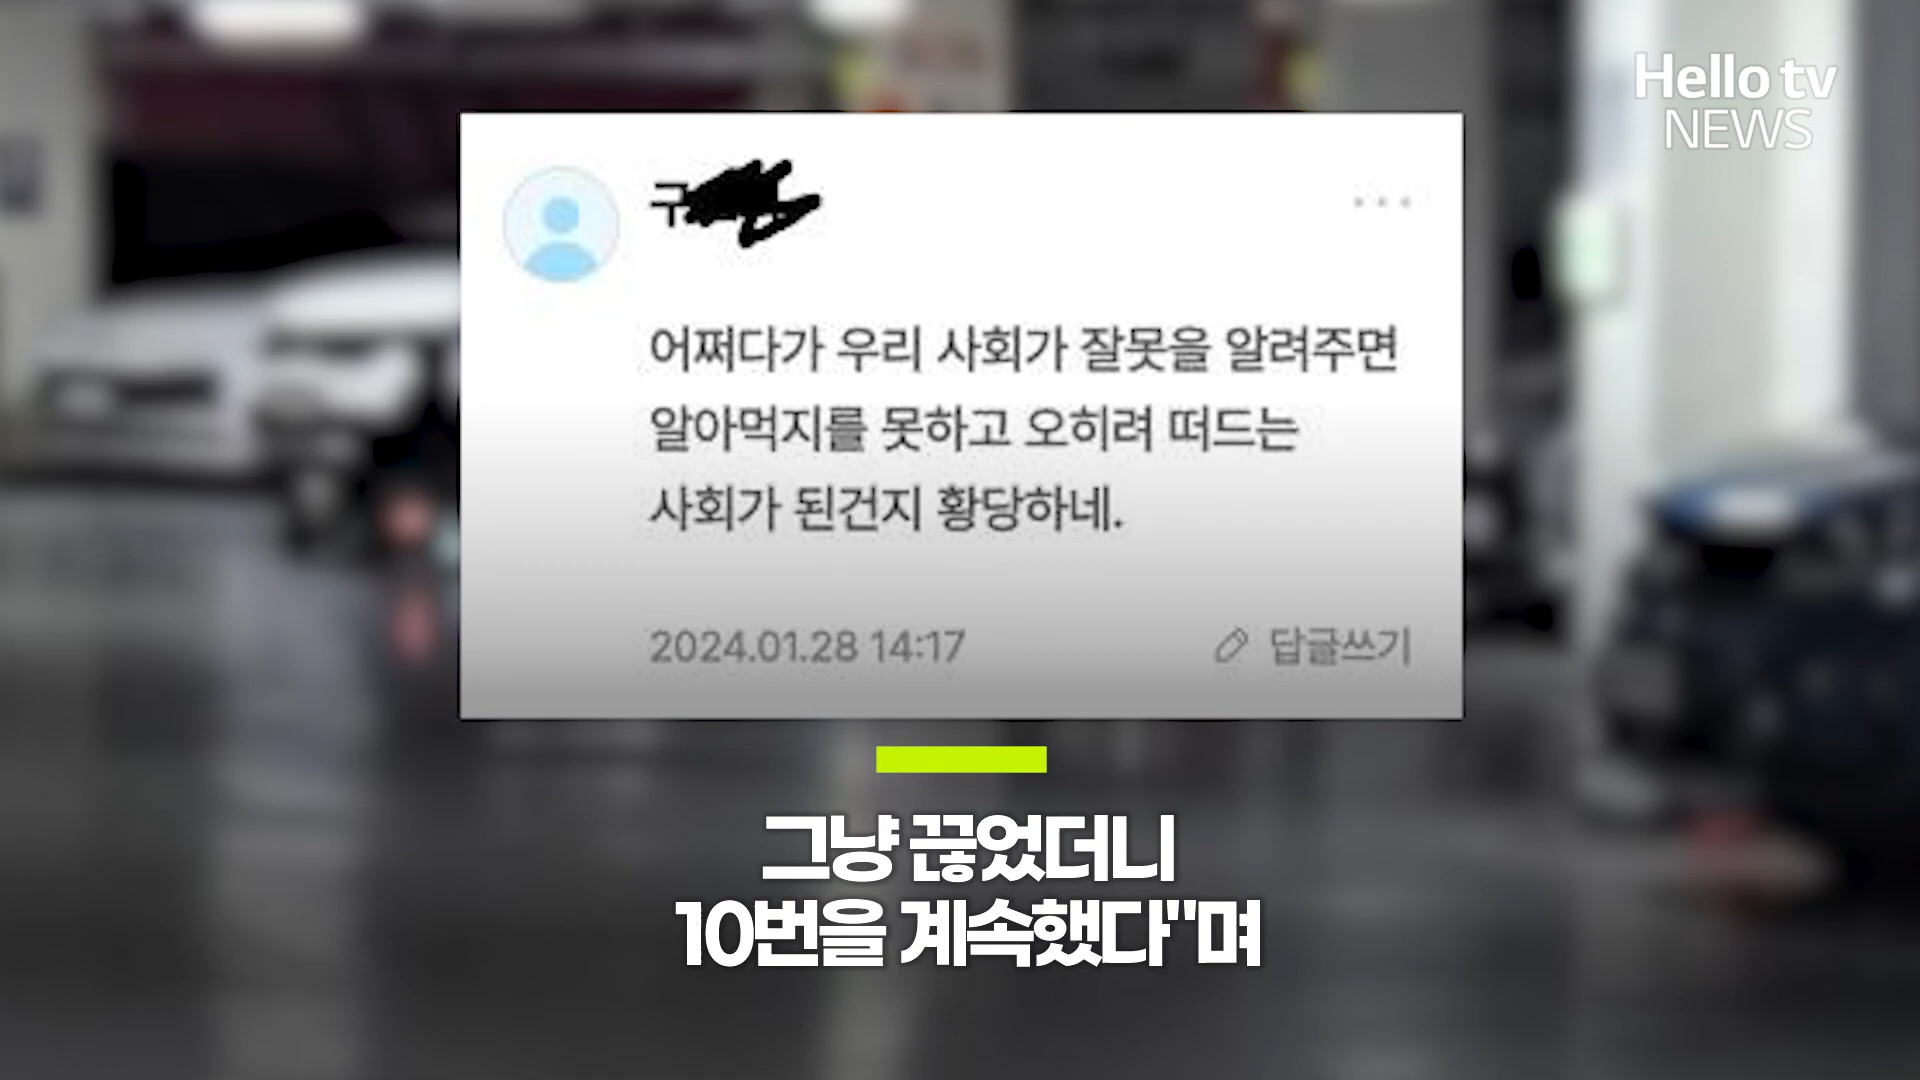 Hello tv
NEWS
구
어쩌다가 우리 사회가 잘못을 알려주면
알아먹지를 못하고 오히려 떠드는
사회가 된건지 황당하네.
2024.01.28 14:17
답글쓰기
그냥 끊었더니
10번을 계속했다"며